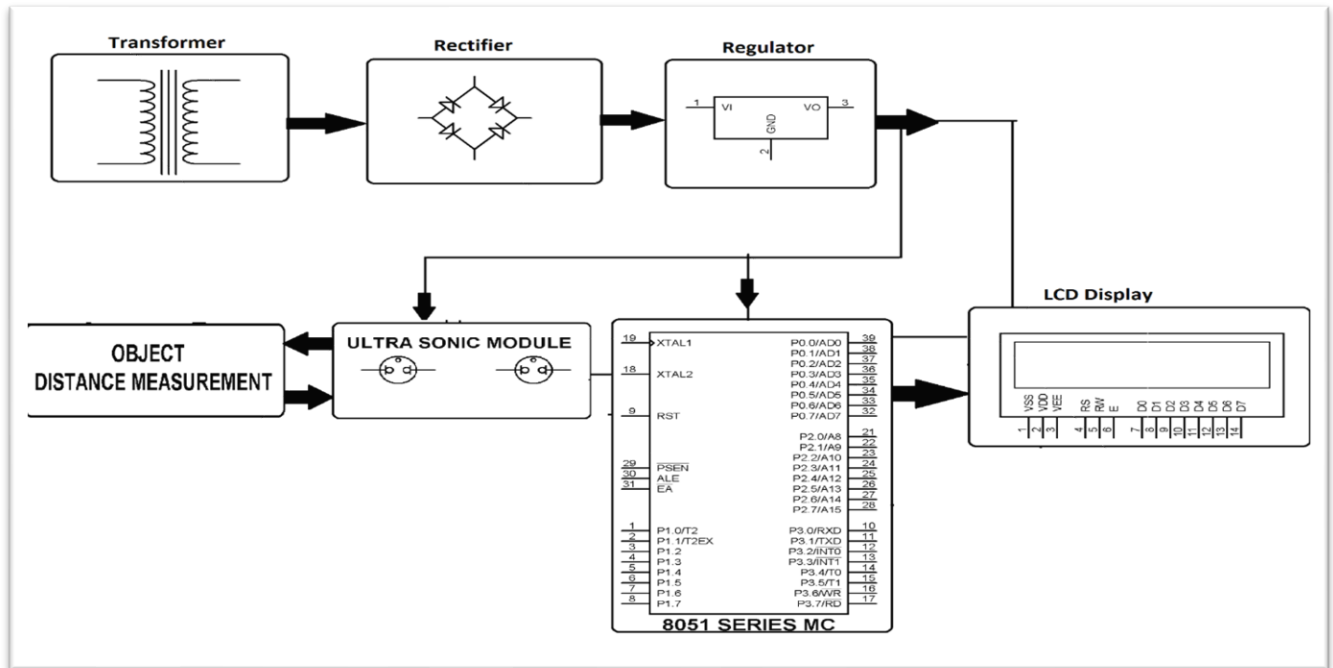 Transformer
Rectifier
Regulator
1 VI VO 3
GND
2
LCD Display
OBJECT
DISTANCE MEASUREMENT
ULTRA SONIC MODULE
19 XTAL1
18 XTAL2
9 RST
29 PSEN
30 ALE
31 EA
1 P1.0/T2
2 P1.1/T2EX
3 P1.2
4 P1.3
5 P1.4
6 P1.5
7 P1.6
8 P1.7
P0.0/AD0 39
P0.1/AD1 38
P0.2/AD2 37
P0.3/AD3 36
P0.4/AD4 35
P0.5/AD5 34
P0.6/AD6 33
P0.7/AD7 32
P2.0/A8 21
P2.1/A9 22
P2.2/A10 23
P2.3/A11 24
P2.4/A12 25
P2.5/A13 26
P2.6/A14 27
P2.7/A15 28
P3.0/RXD 10
P3.1/TXD 11
P3.2/INT0 12
P3.3/INT1 13
P3.4/T0 14
P3.5/T1 15
P3.6/WR 16
P3.7/RD 17
8051 SERIES MC
VSS VDD VEE RS RW E D0 D1 D2 D3 D4 D5 D6 D7
1 2 3 4 5 6 7 8 9 10 11 12 13 14